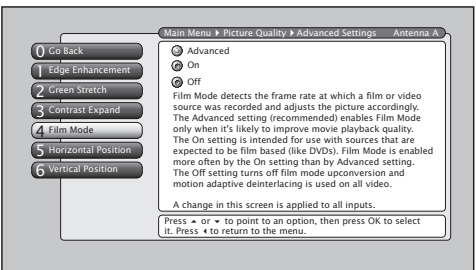 Main Menu ▸ Picture Quality ▸ Advanced Settings Antenna A
0 Go Back
1 Edge Enhancement
2 Green Stretch
3 Contrast Expand
4 Film Mode
5 Horizontal Position
6 Vertical Position
Advanced
On
Off
Film Mode detects the frame rate at which a film or video
source was recorded and adjusts the picture accordingly.
The Advanced setting (recommended) enables Film Mode
only when it's likely to improve movie playback quality.
The On setting is intended for use with sources that are
expected to be film based (like DVDs). Film Mode is enabled
more often by the On setting than by Advanced setting.
The Off setting turns off film mode upconversion and
motion adaptive deinterlacing is used on all video.
A change in this screen is applied to all inputs.
Press ▴ or ▾ to point to an option, then press OK to select
it. Press ◂ to return to the menu.